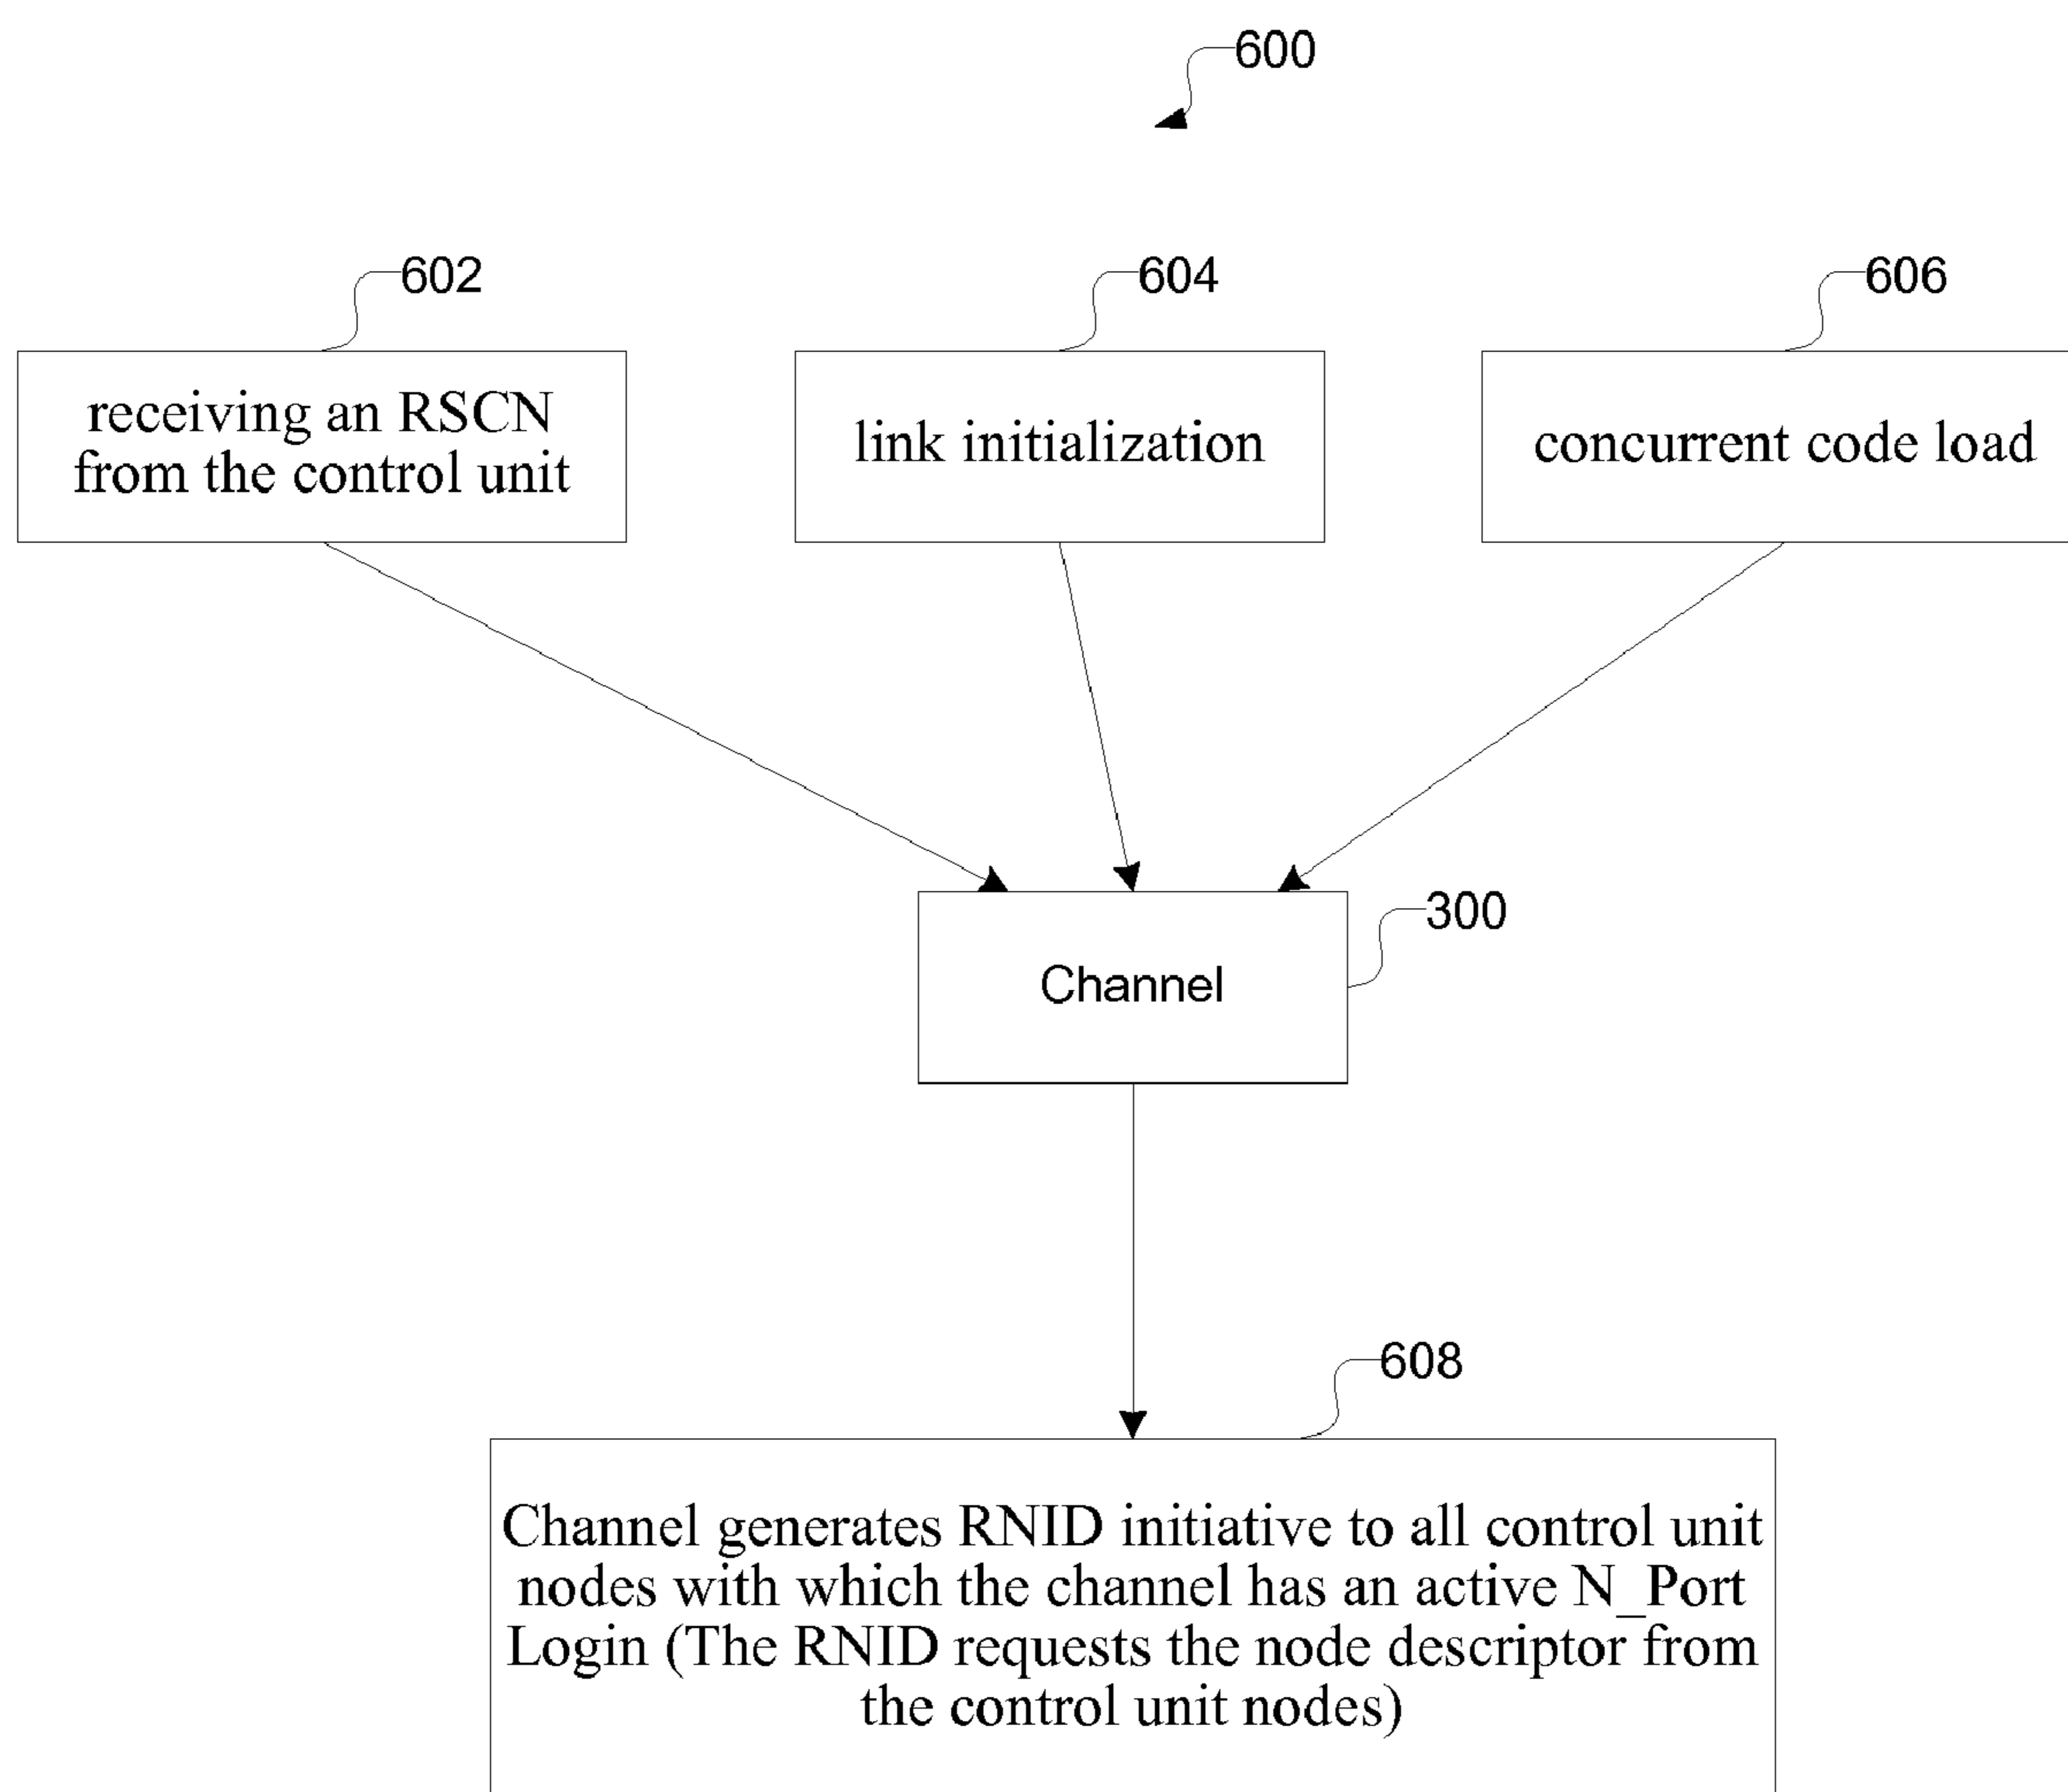 600
602
604
606
receiving an RSCN
from the control unit
link initialization
concurrent code load
300
Channel
608
Channel generates RNID initiative to all control unit
nodes with which the channel has an active N_Port
Login (The RNID requests the node descriptor from
the control unit nodes)